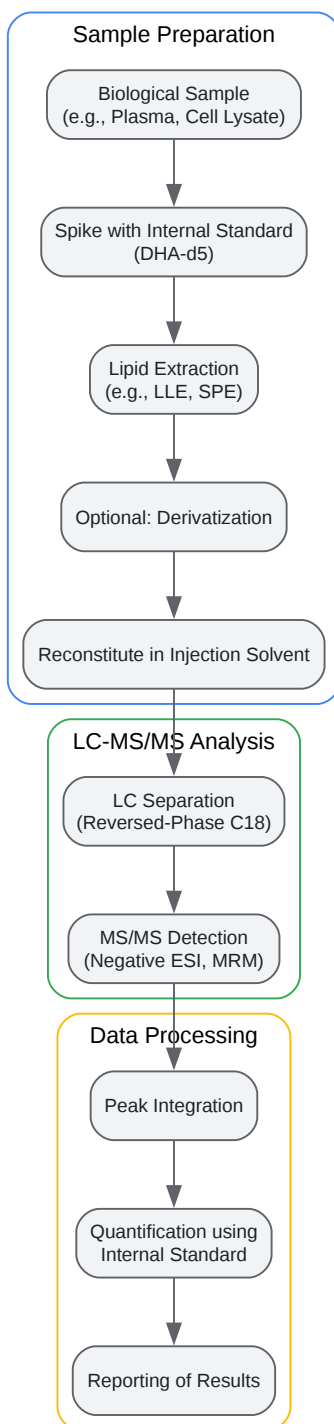 Sample Preparation
Biological Sample
(e.g., Plasma, Cell Lysate)
Spike with Internal Standard
(DHA-d5)
Lipid Extraction
(e.g., LLE, SPE)
Optional: Derivatization
Reconstitute in Injection Solvent
LC-MS/MS Analysis
LC Separation
(Reversed-Phase C18)
MS/MS Detection
(Negative ESI, MRM)
Data Processing
Peak Integration
Quantification using
Internal Standard
Reporting of Results